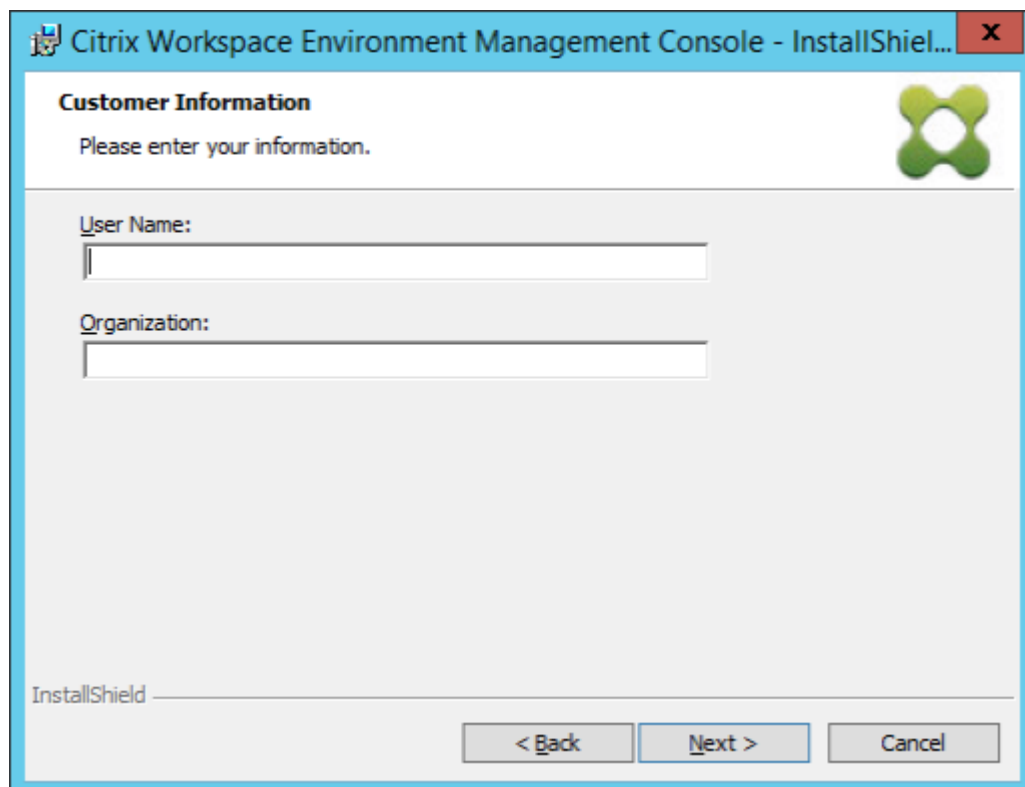 Citrix Workspace Environment Management Console - InstallShiel...
x
Customer Information
Please enter your information.
User Name:
Organization:
InstallShield
< Back
Next >
Cancel